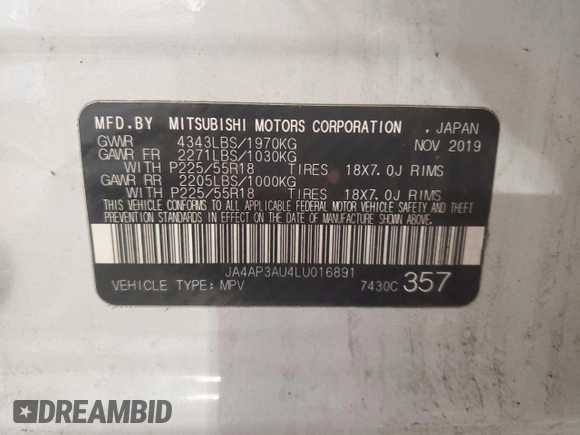 MFD.BY MITSUBISHI MOTORS CORPORATION . JAPAN
GVWR 4343LBS/1970KG NOV 2019
GAWR FR 2271LBS/1030KG
WITH P225/55R18 TIRES 18X7.0J RIMS
GAWR RR 2205LBS/1000KG
WITH P225/55R18 TIRES 18X7.0J RIMS
THIS VEHICLE CONFORMS TO ALL APPLICABLE FEDERAL MOTOR VEHICLE SAFETY AND THEFT
PREVENTION STANDARDS IN EFFECT ON THE DATE OF MANUFACTURE SHOWN ABOVE.
JA4AP3AU4LU016891
VEHICLE TYPE: MPV 7430C 357
DREAMBID